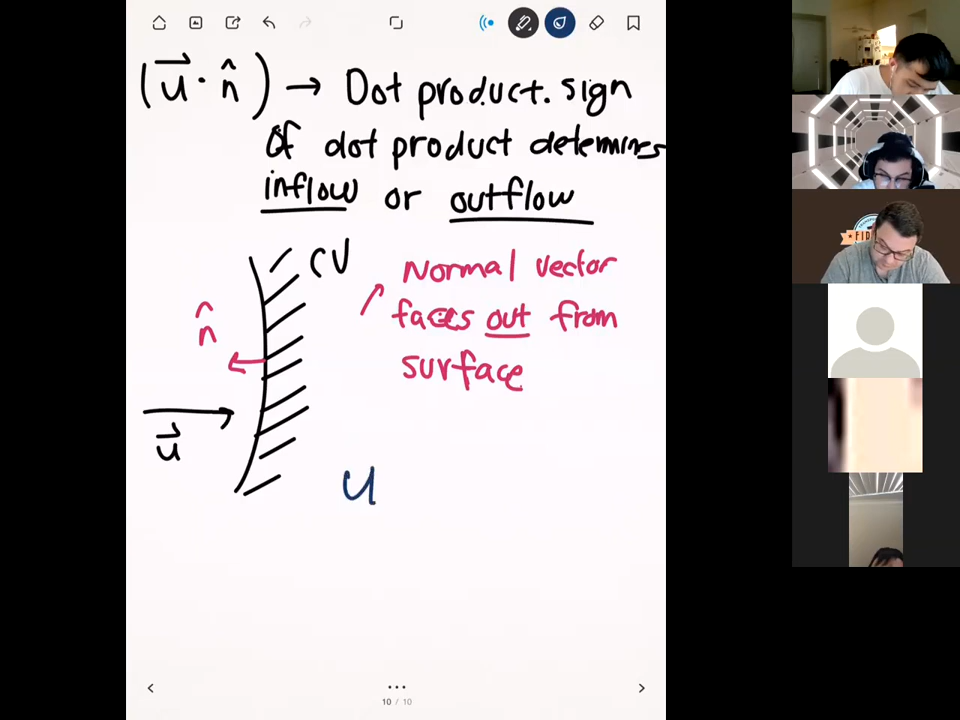 (u · n̂) → Dot product. sign
of dot product determines
inflow or outflow
CV
Normal vector
faces out from
surface
n̂
u
u
10 / 10
FID